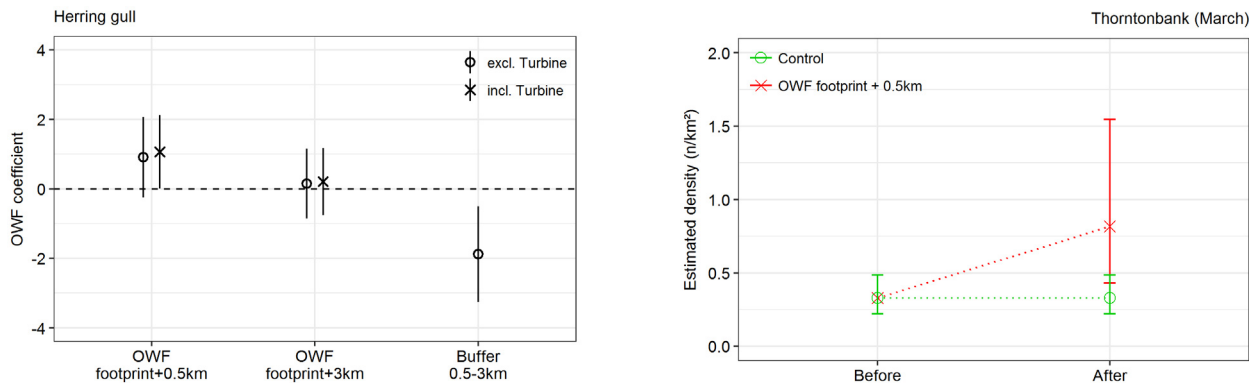 Herring gull
OWF coefficient
4
2
0
-2
-4
excl. Turbine
incl. Turbine
OWF
footprint+0.5km
OWF
footprint+3km
Buffer
0.5-3km
Thorntonbank (March)
Estimated density (n/km²)
2.0
1.5
1.0
0.5
0.0
Control
OWF footprint + 0.5km
Before
After